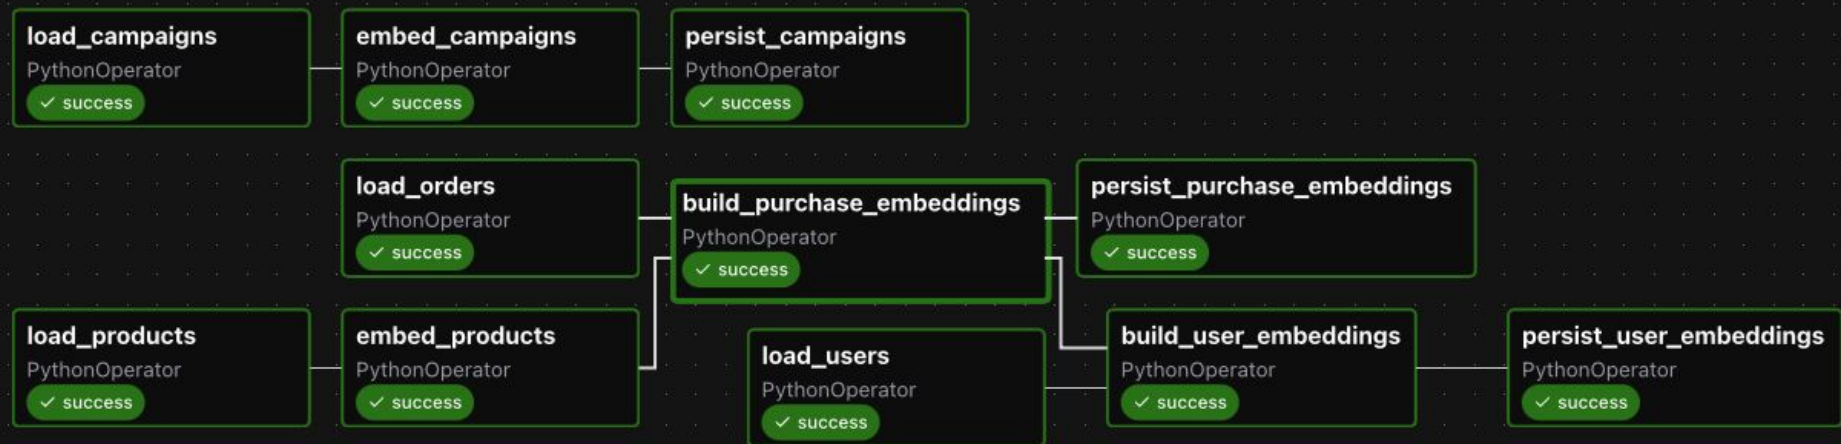 load_campaigns
PythonOperator
success
embed_campaigns
PythonOperator
success
persist_campaigns
PythonOperator
success
load_orders
PythonOperator
success
build_purchase_embeddings
PythonOperator
success
persist_purchase_embeddings
PythonOperator
success
load_products
PythonOperator
success
embed_products
PythonOperator
success
load_users
PythonOperator
success
build_user_embeddings
PythonOperator
success
persist_user_embeddings
PythonOperator
success